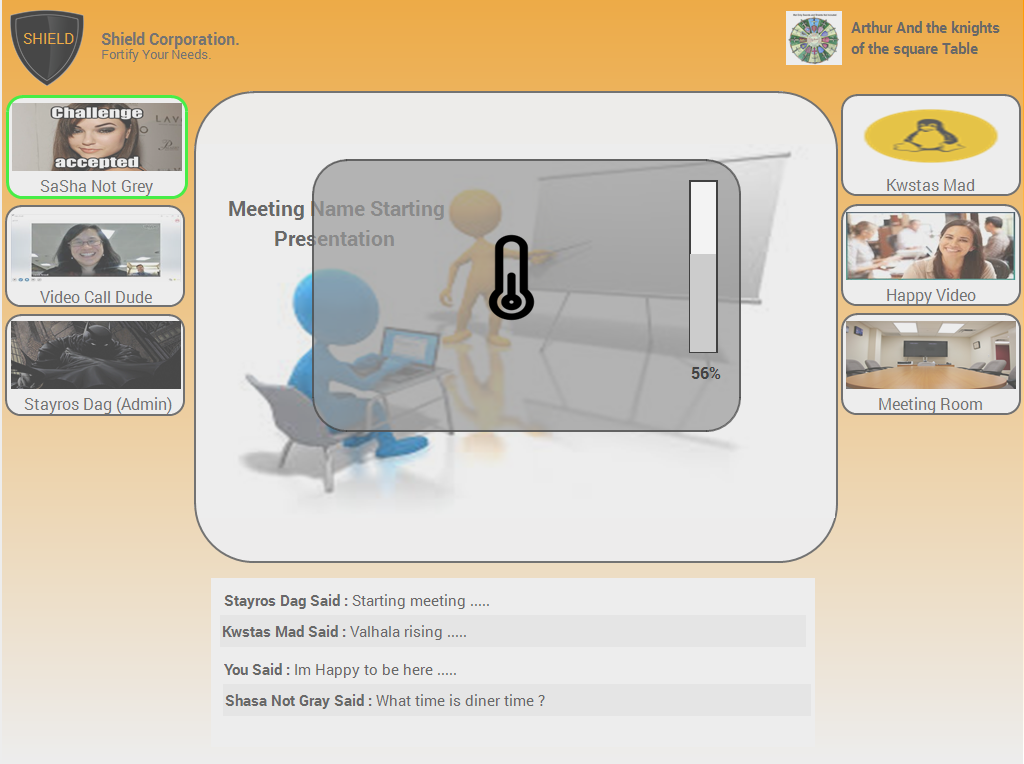 SHIELD
Shield Corporation.
Fortify Your Needs.
Arthur And the knights
of the square Table
Challenge
accepted
SaSha Not Grey
Video Call Dude
Stayros Dag (Admin)
Meeting Name Starting
Presentation
56%
Kwstas Mad
Happy Video
Meeting Room
Stayros Dag Said : Starting meeting .....
Kwstas Mad Said : Valhala rising .....
You Said : Im Happy to be here .....
Shasa Not Gray Said : What time is diner time ?